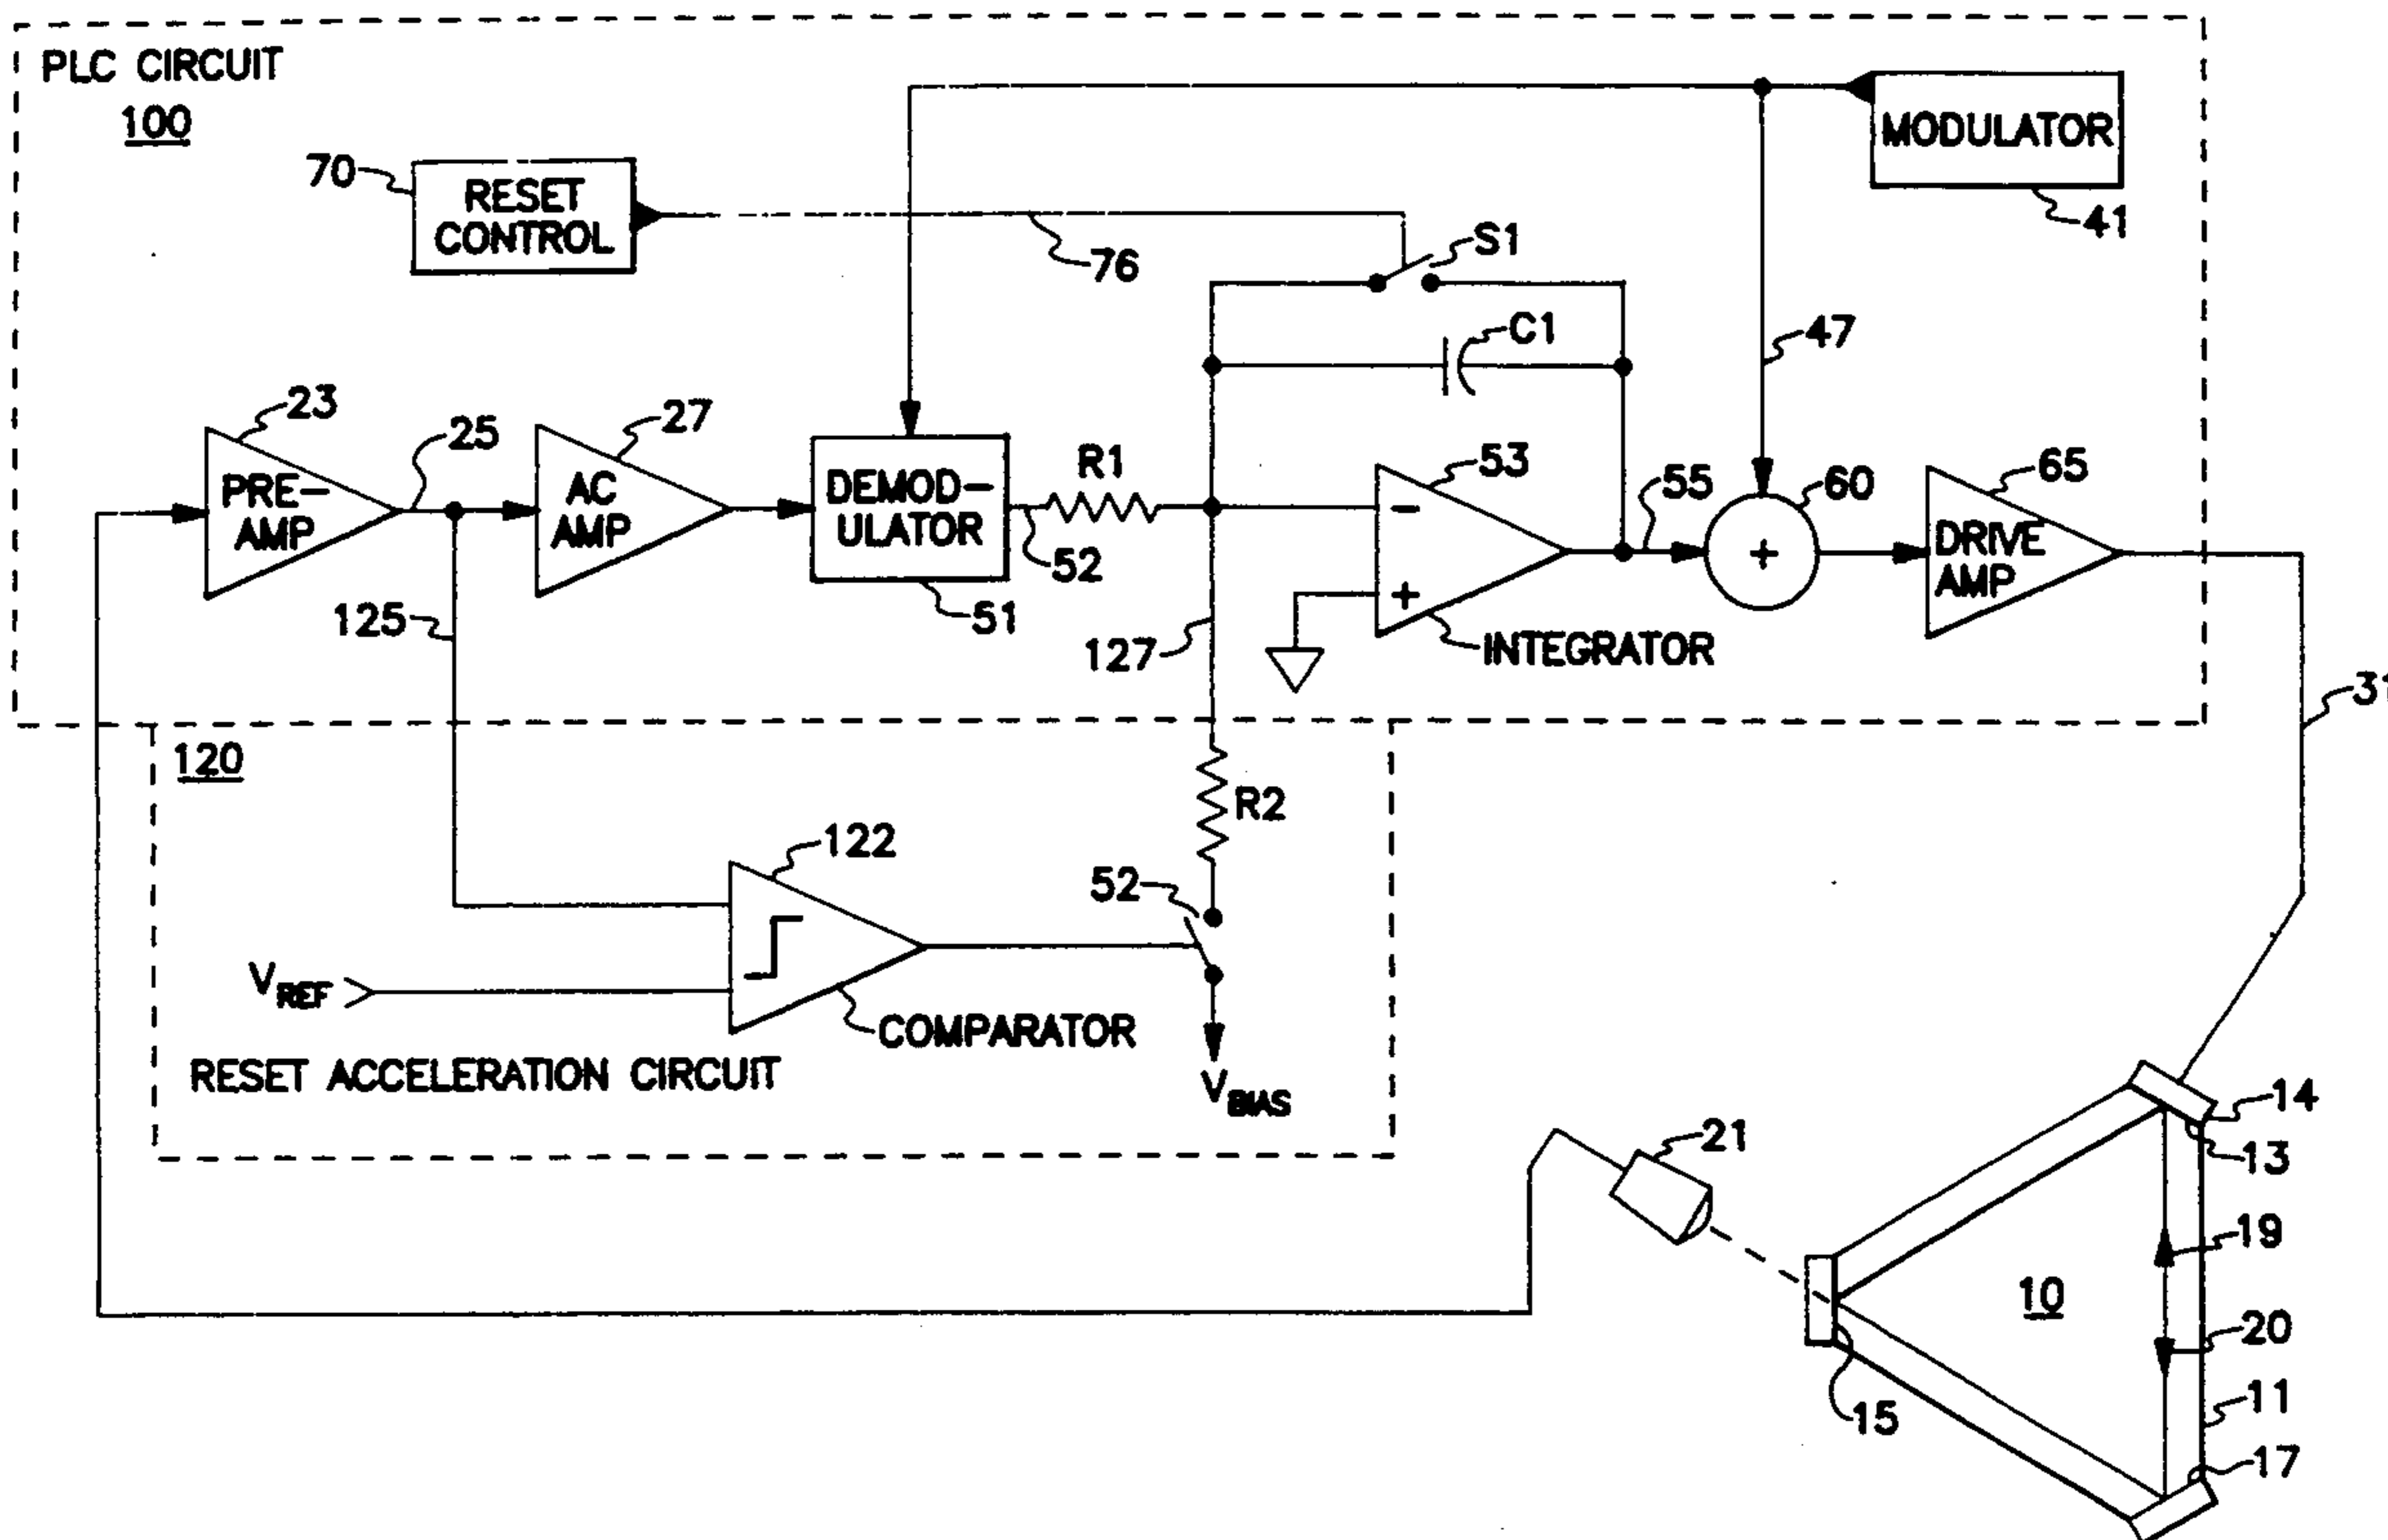 PLC CIRCUIT
100
MODULATOR
41
70
RESET
CONTROL
76
S1
C1
47
23
25
27
PRE-
AMP
AC
AMP
DEMOD-
ULATOR
51
52
R1
53
-
+
INTEGRATOR
55
60
+
65
DRIVE
AMP
125
127
31
120
R2
122
52
VREF
COMPARATOR
RESET ACCELERATION CIRCUIT
VBIAS
21
14
13
19
10
20
11
15
17